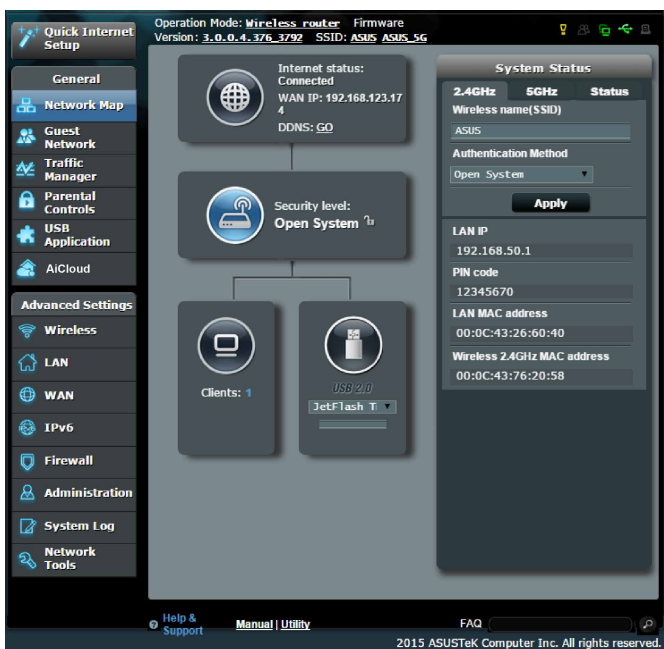 Quick Internet
Setup
Operation Mode: Wireless router Firmware
Version: 3.0.0.4.376_3792 SSID: ASUS ASUS_5G
General
Network Map
Guest
Network
Traffic
Manager
Parental
Controls
USB
Application
AiCloud
Advanced Settings
Wireless
LAN
WAN
IPv6
Firewall
Administration
System Log
Network
Tools
Internet status:
Connected
WAN IP: 192.168.123.17
4
DDNS: GO
Security level:
Open System
Clients: 1
USB 2.0
JetFlash T
System Status
2.4GHz 5GHz Status
Wireless name(SSID)
ASUS
Authentication Method
Open System
Apply
LAN IP
192.168.50.1
PIN code
12345670
LAN MAC address
00:0C:43:26:60:40
Wireless 2.4GHz MAC address
00:0C:43:76:20:58
Help &
Support
Manual | Utility
FAQ
2015 ASUSTeK Computer Inc. All rights reserved.